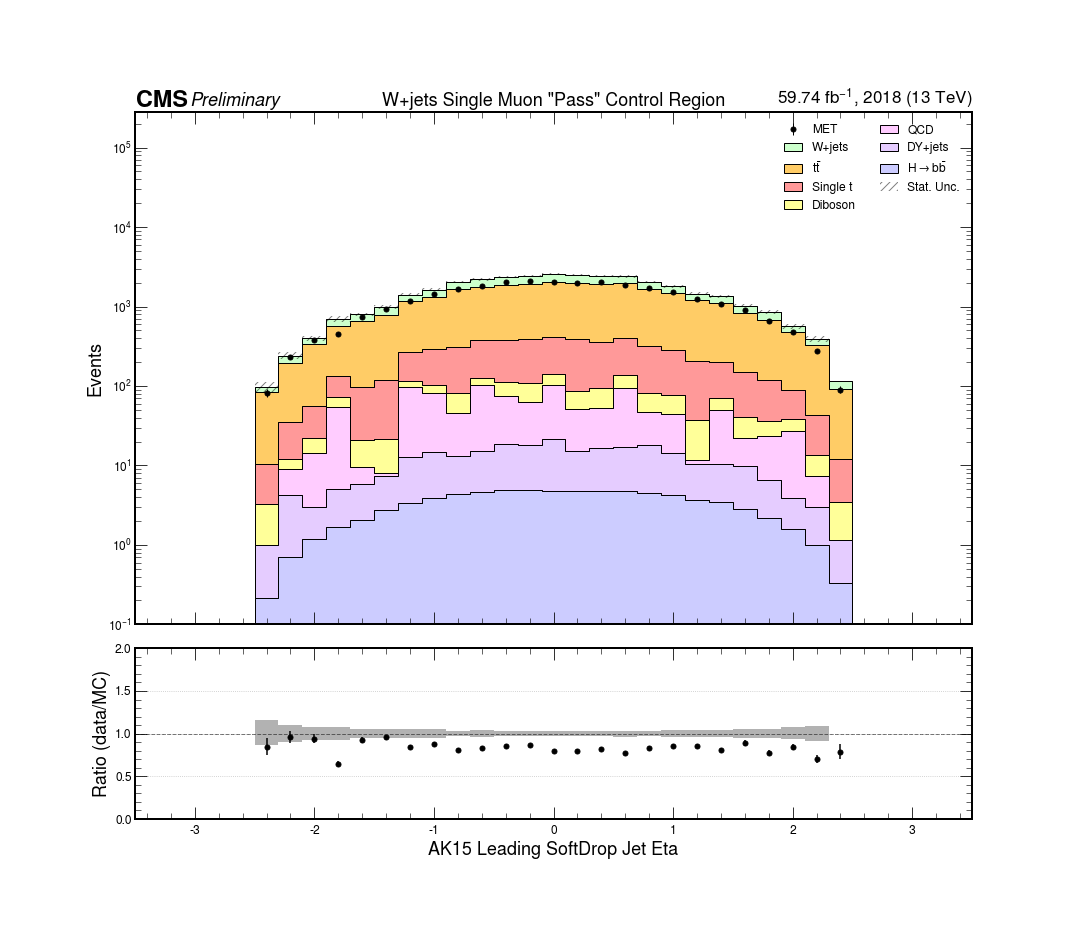 CMS Preliminary W+jets Single Muon "Pass" Control Region 59.74 fb⁻¹, 2018 (13 TeV)
MET QCD
W+jets DY+jets
tt̄ H→bb̄
Single t Stat. Unc.
Diboson
Events
10⁵
10⁴
10³
10²
10¹
10⁰
10⁻¹
Ratio (data/MC)
2.0
1.5
1.0
0.5
0.0
-3 -2 -1 0 1 2 3
AK15 Leading SoftDrop Jet Eta